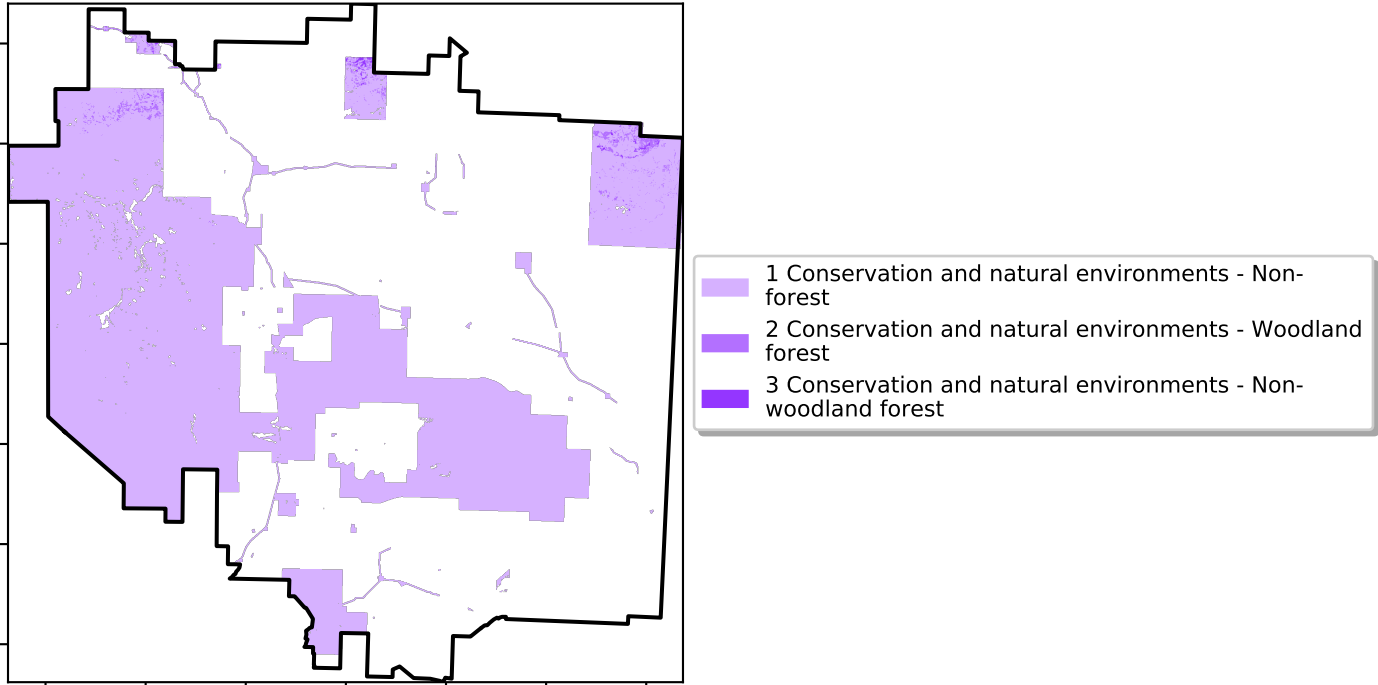 1 Conservation and natural environments - Non-
forest
2 Conservation and natural environments - Woodland
forest
3 Conservation and natural environments - Non-
woodland forest